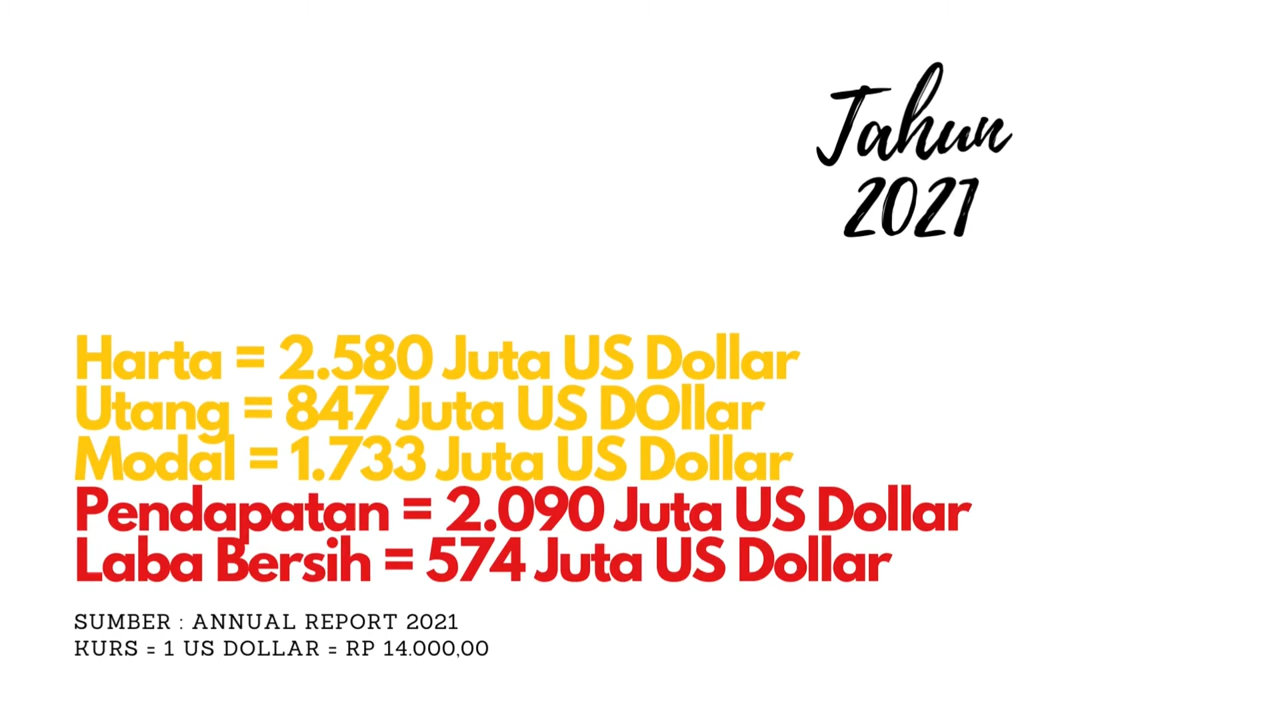 Tahun
2021
Harta = 2.580 Juta US Dollar
Utang = 847 Juta US DOllar
Modal = 1.733 Juta US Dollar
Pendapatan = 2.090 Juta US Dollar
Laba Bersih = 574 Juta US Dollar
SUMBER : ANNUAL REPORT 2021
KURS = 1 US DOLLAR = RP 14.000,00